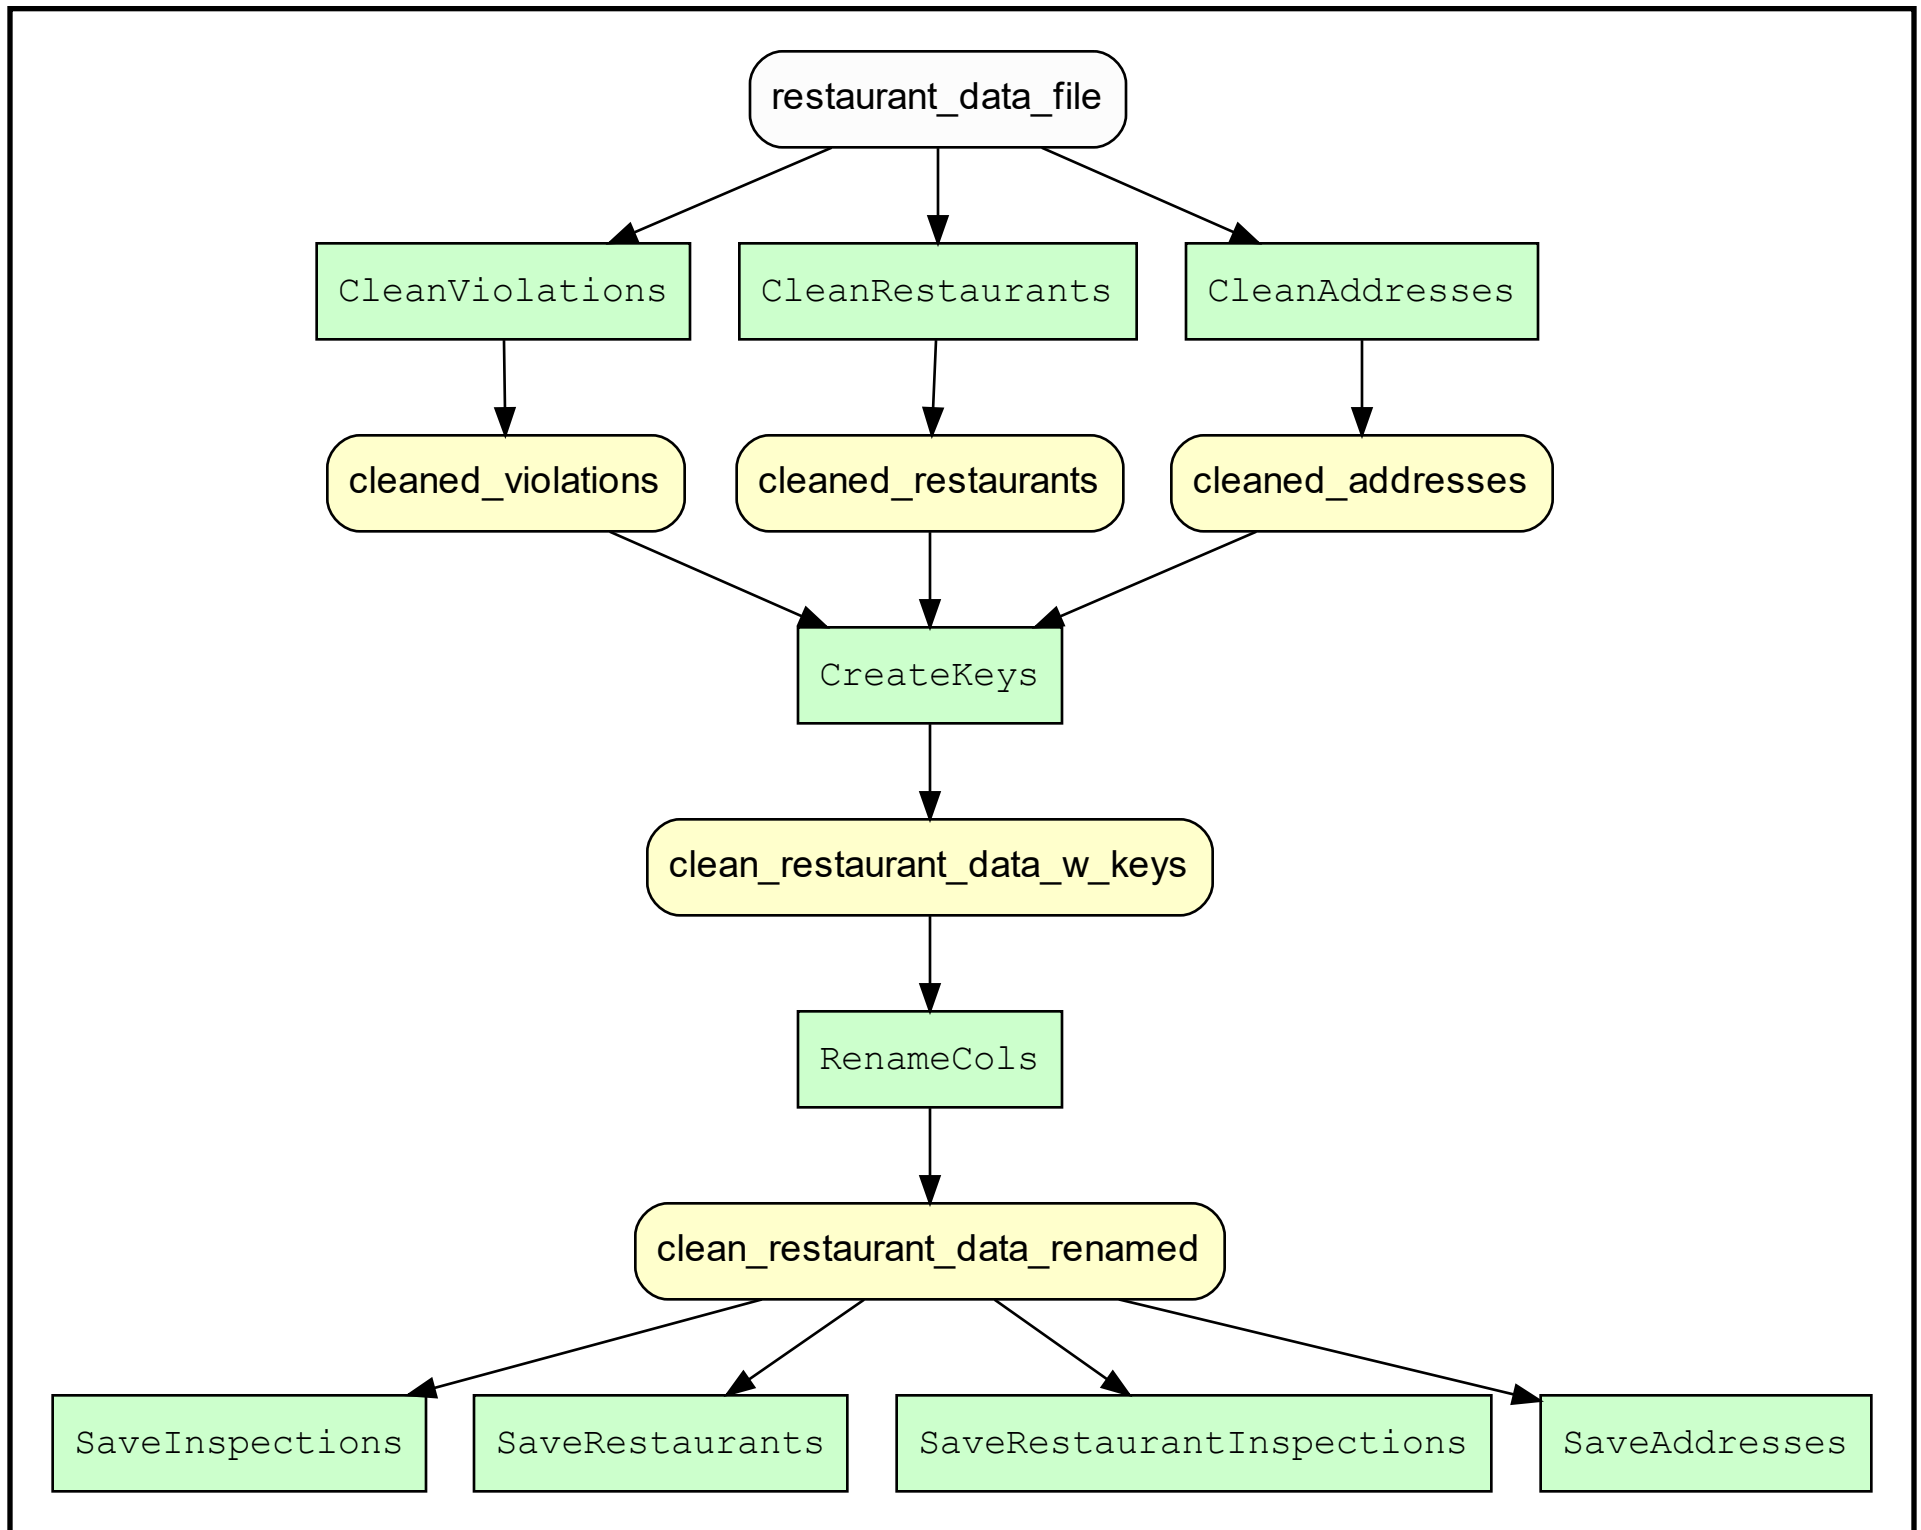 restaurant_data_file
CleanViolations
CleanRestaurants
CleanAddresses
cleaned_violations
cleaned_restaurants
cleaned_addresses
CreateKeys
clean_restaurant_data_w_keys
RenameCols
clean_restaurant_data_renamed
SaveInspections
SaveRestaurants
SaveRestaurantInspections
SaveAddresses